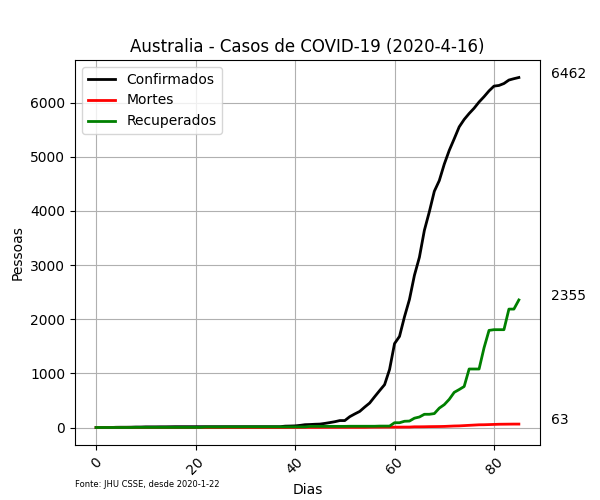 Australia - Casos de COVID-19 (2020-4-16)
Confirmados
Mortes
Recuperados
6462
2355
63
6000
5000
4000
3000
2000
1000
0
Pessoas
0
20
40
60
80
Dias
Fonte: JHU CSSE, desde 2020-1-22